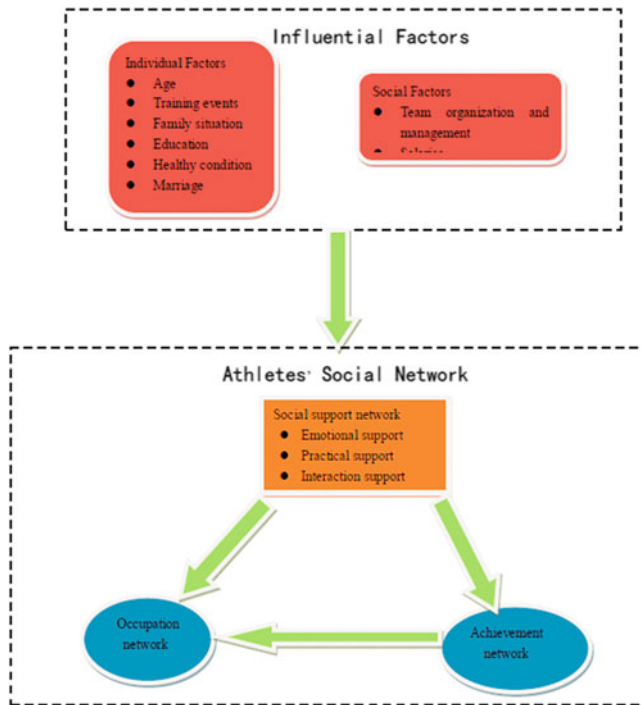 Influential Factors
Individual Factors
● Age
● Training events
● Family situation
● Education
● Healthy condition
● Marriage
Social Factors
● Team organization and
management
Athletes' Social Network
Social support network
● Emotional support
● Practical support
● Interaction support
Occupation
network
Achievement
network